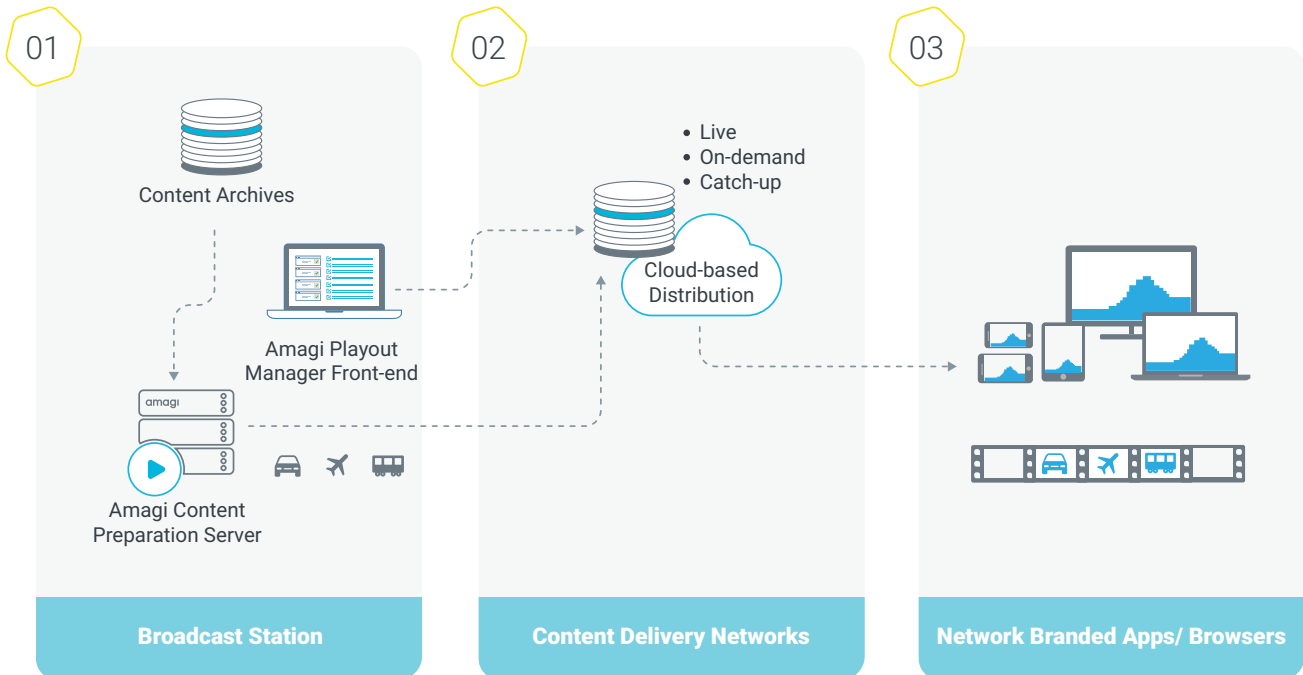 01
Content Archives
Amagi Playout
Manager Front-end
amagi
Amagi Content
Preparation Server
Broadcast Station
02
• Live
• On-demand
• Catch-up
Cloud-based
Distribution
Content Delivery Networks
03
Network Branded Apps/ Browsers